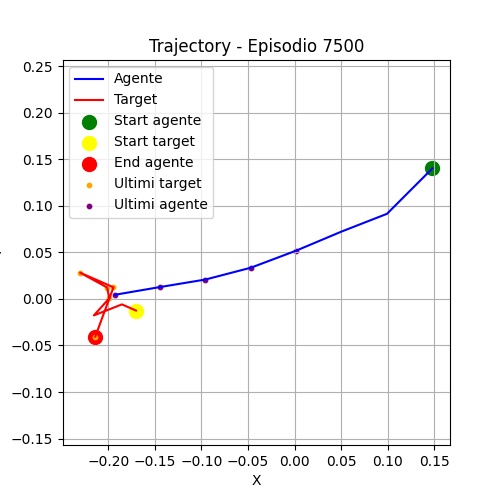 Trajectory - Episodio 7500
Agente
Target
Start agente
Start target
End agente
Ultimi target
Ultimi agente
0.25
0.20
0.15
0.10
0.05
0.00
−0.05
−0.10
−0.15
−0.20 −0.15 −0.10 −0.05 0.00 0.05 0.10 0.15
X